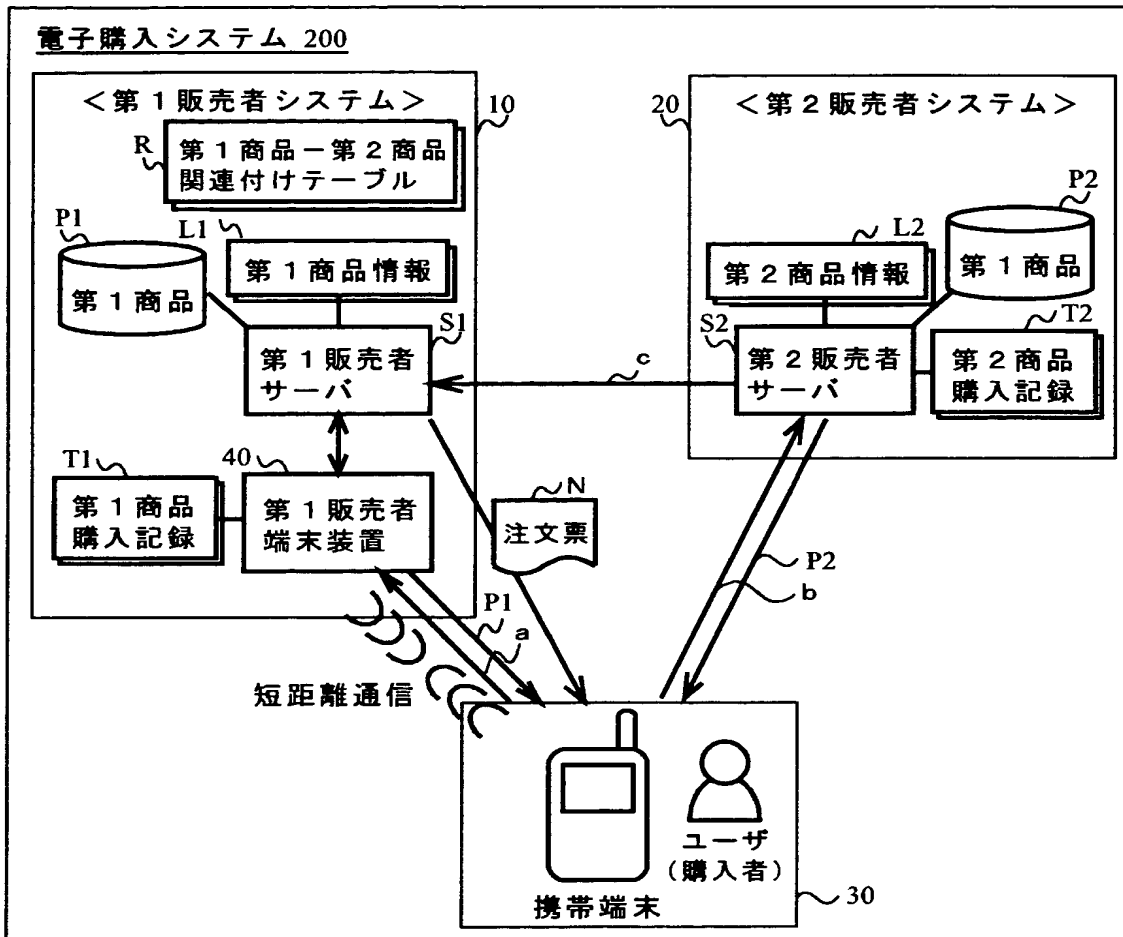 電子購入システム 200
<第1販売者システム>
10
R
第1商品-第2商品
関連付けテーブル
P1
第1商品
L1
第1商品情報
S1
第1販売者
サーバ
T1
第1商品
購入記録
40
第1販売者
端末装置
20
<第2販売者システム>
P2
第1商品
L2
第2商品情報
S2
第2販売者
サーバ
T2
第2商品
購入記録
c
N
注文票
P2
b
P1
a
短距離通信
携帯端末
ユーザ
(購入者)
30